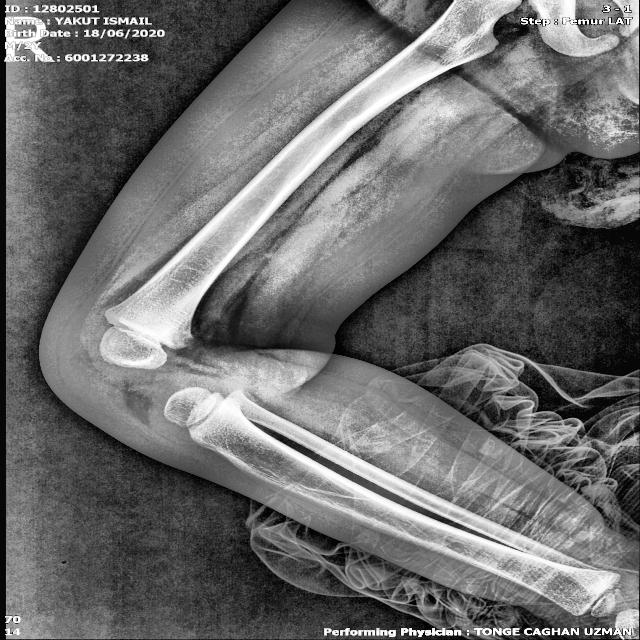 ID : 12802501
Name : YAKUT ISMAIL
Birth Date : 18/06/2020
Acc. No : 6001272238
R
3 - 1
Step : Femur LAT
70
14
Performing Physician : TONGE CAGHAN UZMAN